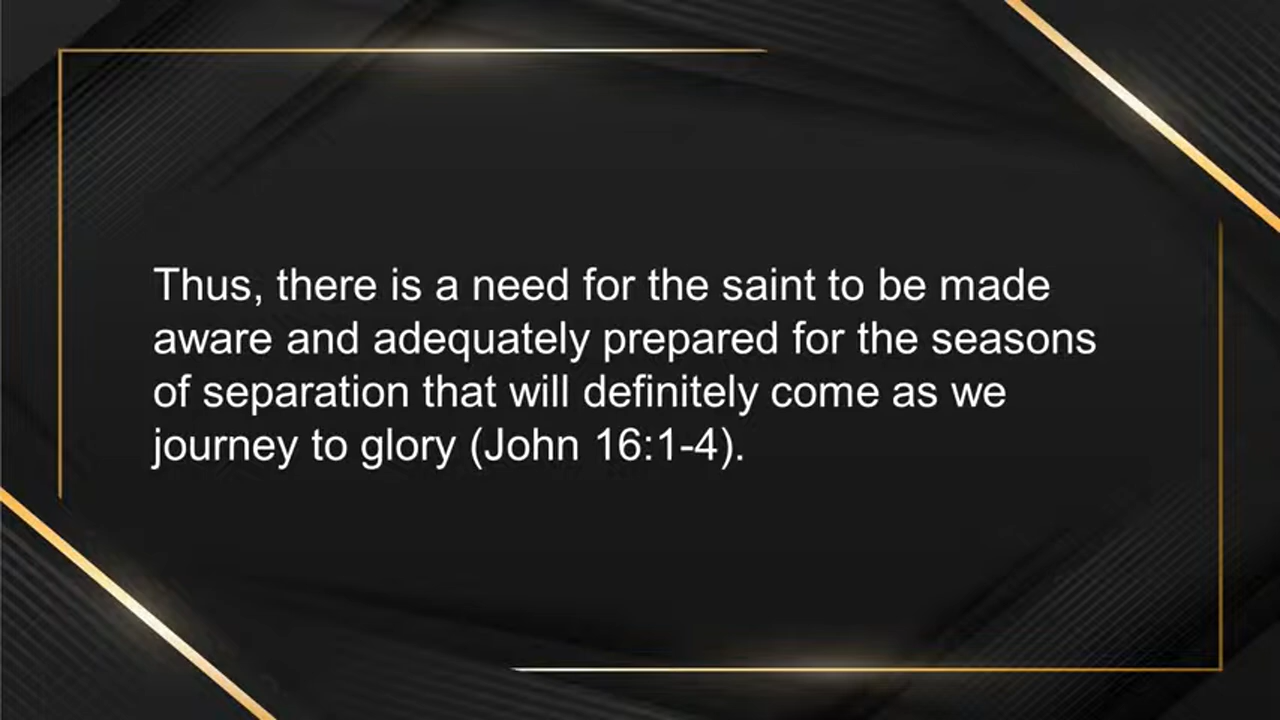 Thus, there is a need for the saint to be made
aware and adequately prepared for the seasons
of separation that will definitely come as we
journey to glory (John 16:1-4).